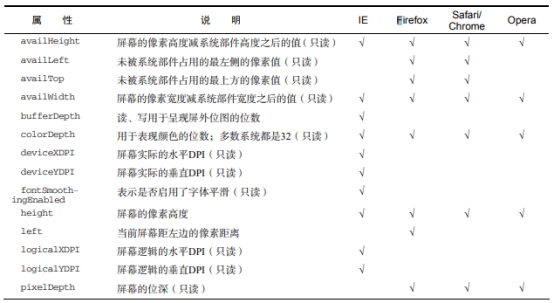 属 性 说 明 IE Firefox Safari/Chrome Opera
availHeight 屏幕的像素高度减系统部件高度之后的值(只读) √ √ √ √
availLeft 未被系统部件占用的最左侧的像素值(只读) √ √
availTop 未被系统部件占用的最上方的像素值(只读) √ √
availWidth 屏幕的像素宽度减系统部件宽度之后的值(只读) √ √ √ √
bufferDepth 读、写用于呈现屏外位图的位数 √
colorDepth 用于表现颜色的位数;多数系统都是32(只读) √ √ √ √
deviceXDPI 屏幕实际的水平DPI(只读) √
deviceYDPI 屏幕实际的垂直DPI(只读) √
fontSmooth-
ingEnabled 表示是否启用了字体平滑(只读) √
height 屏幕的像素高度 √ √ √ √
left 当前屏幕距左边的像素距离 √
logicalXDPI 屏幕逻辑的水平DPI(只读) √
logicalYDPI 屏幕逻辑的垂直DPI(只读) √
pixelDepth 屏幕的位深(只读) √ √ √